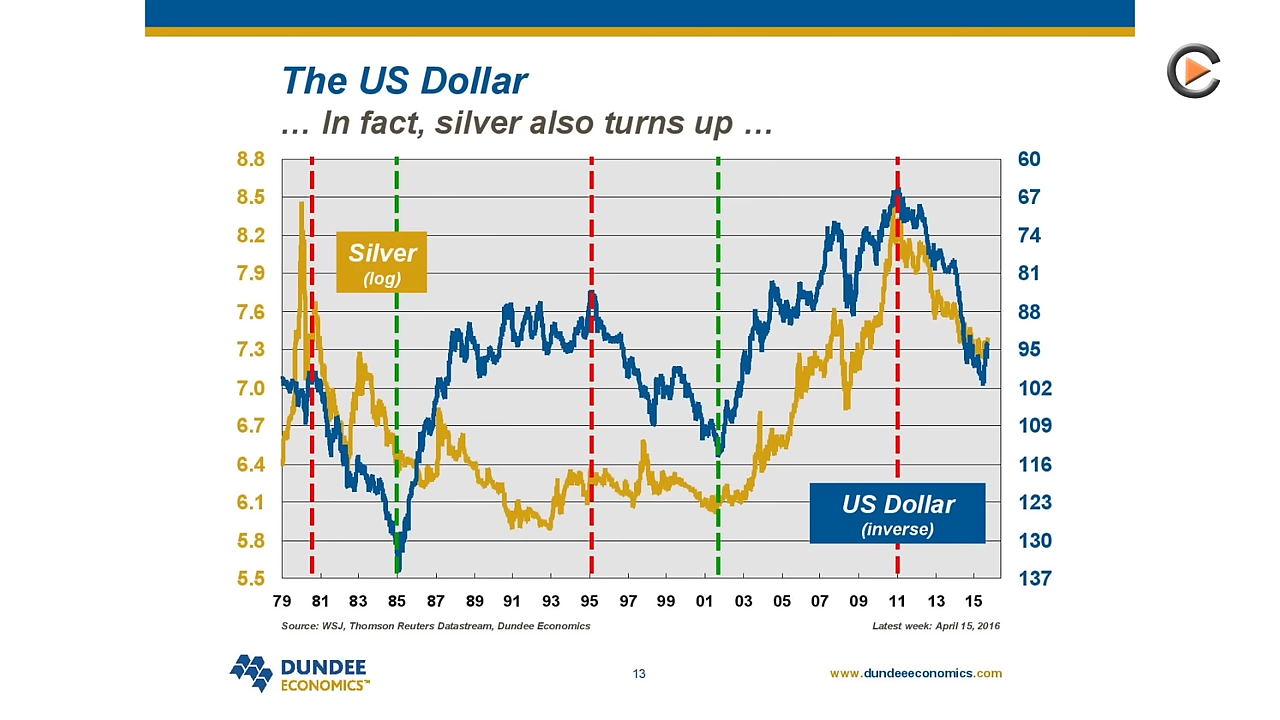 The US Dollar
… In fact, silver also turns up …
8.8
8.5
8.2
7.9
7.6
7.3
7.0
6.7
6.4
6.1
5.8
5.5
Silver
(log)
US Dollar
(inverse)
60
67
74
81
88
95
102
109
116
123
130
137
79 81 83 85 87 89 91 93 95 97 99 01 03 05 07 09 11 13 15
Source: WSJ, Thomson Reuters Datastream, Dundee Economics
Latest week: April 15, 2016
DUNDEE
ECONOMICS™
13
www.dundeeeconomics.com